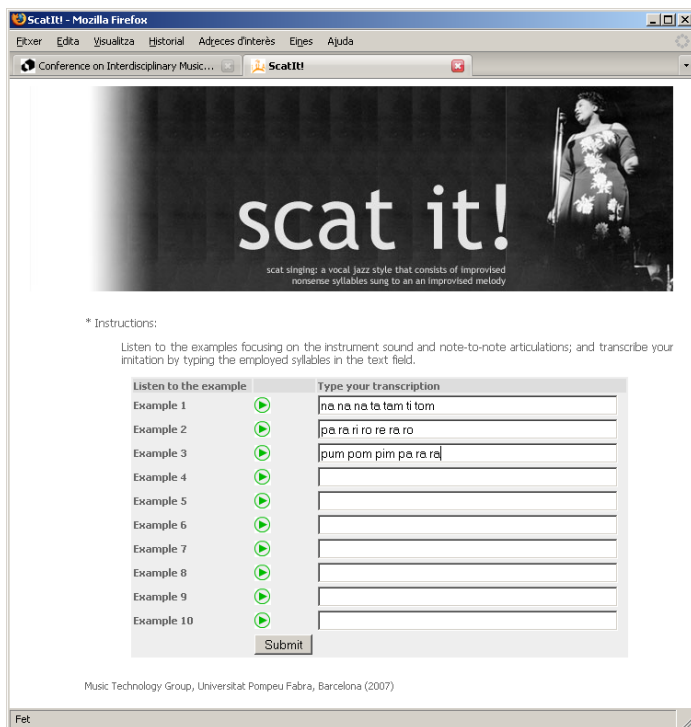 ScatIt! - Mozilla Firefox
Fitxer Edita Visualitza Historial Adreces d'interès Eines Ajuda
Conference on Interdisciplinary Music... ScatIt!
scat it!
scat singing: a vocal jazz style that consists of improvised
nonsense syllables sung to an an improvised melody
* Instructions:
Listen to the examples focusing on the instrument sound and note-to-note articulations; and transcribe your
imitation by typing the employed syllables in the text field.
Listen to the example Type your transcription
Example 1 na na na ta tam ti tom
Example 2 pa ra ri ro re ra ro
Example 3 pum pom pim pa ra ra
Example 4
Example 5
Example 6
Example 7
Example 8
Example 9
Example 10
Submit
Music Technology Group, Universitat Pompeu Fabra, Barcelona (2007)
Fet